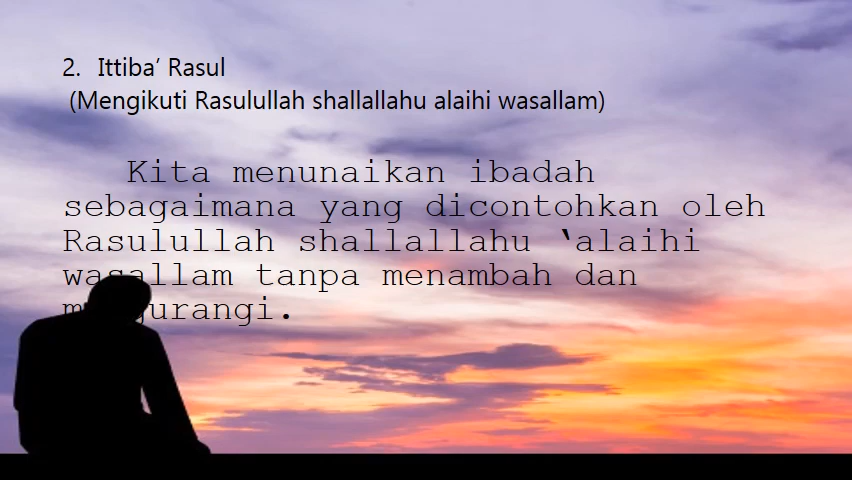 2. Ittiba’ Rasul
(Mengikuti Rasulullah shallallahu alaihi wasallam)
Kita menunaikan ibadah
sebagaimana yang dicontohkan oleh
Rasulullah shallallahu ‘alaihi
wasallam tanpa menambah dan
mengurangi.